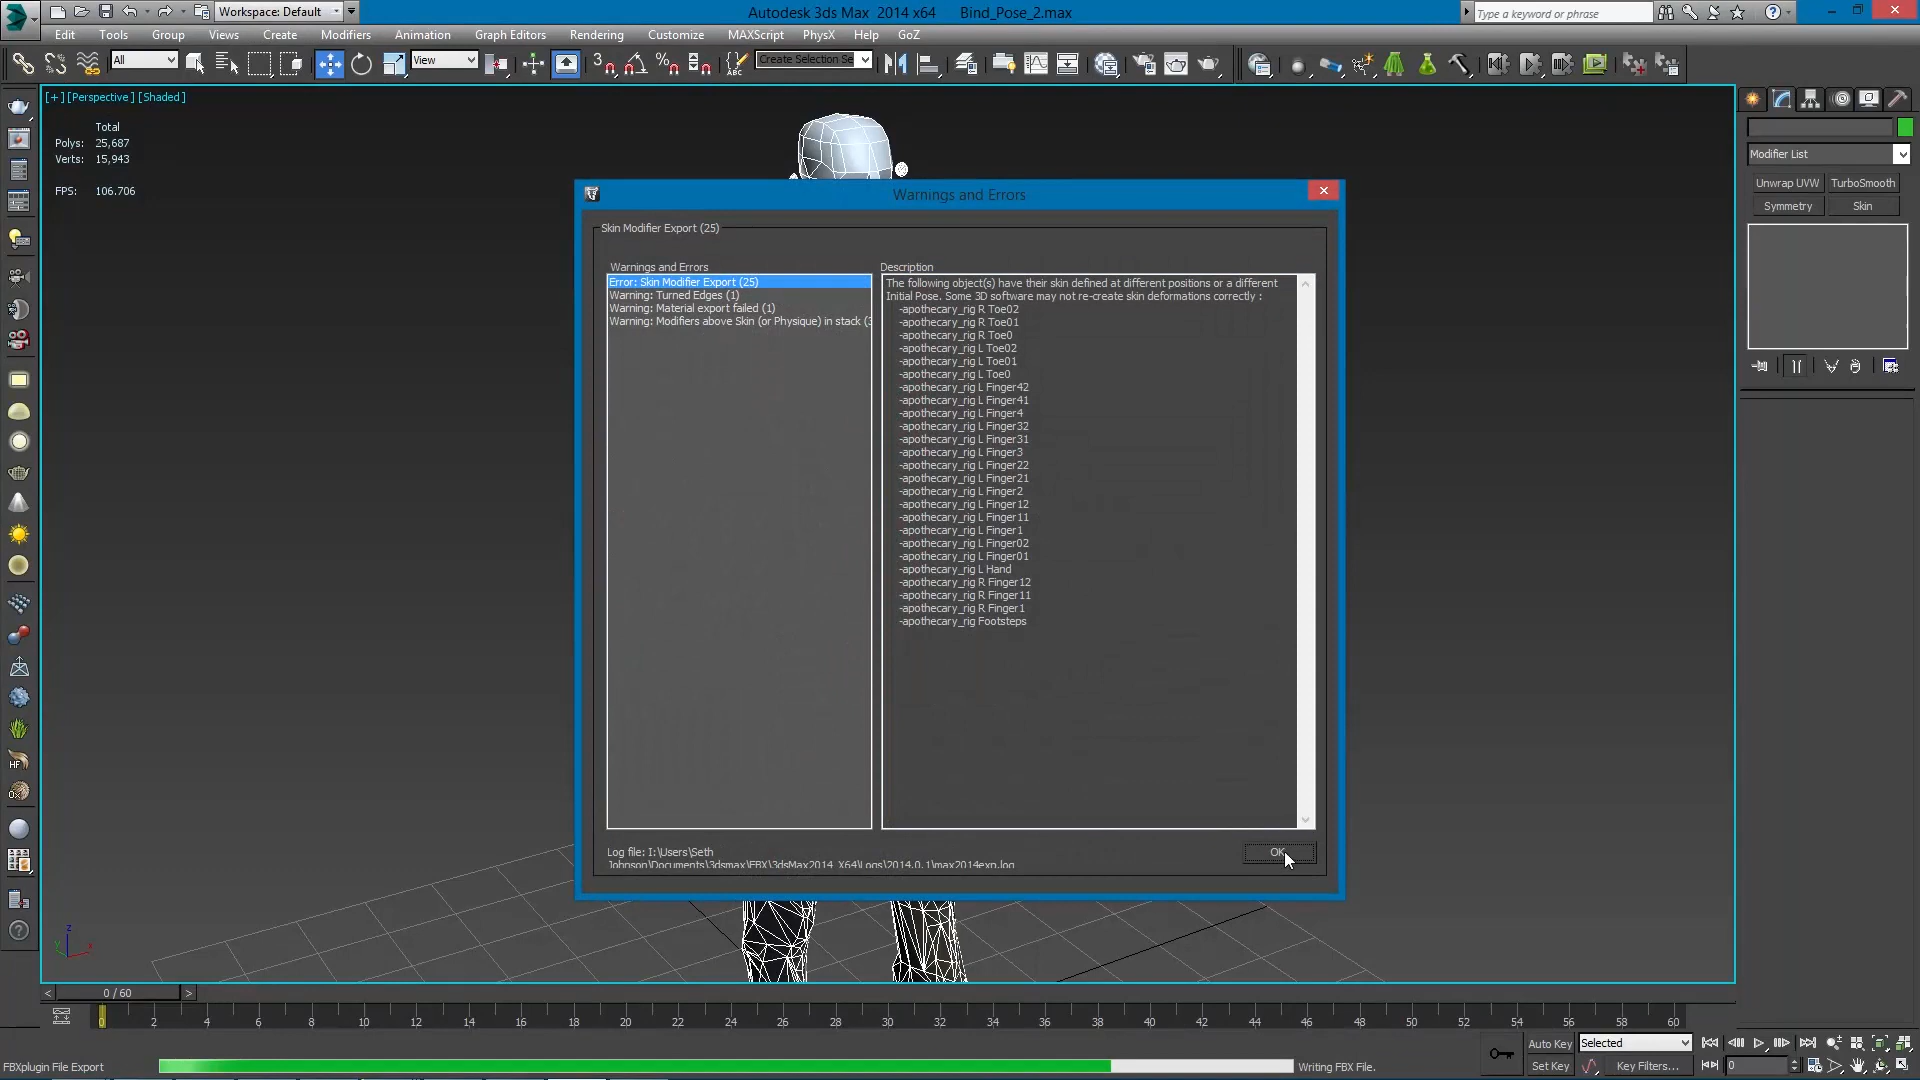 Workspace: Default
Autodesk 3ds Max 2014 x64 Bind_Pose_2.max
Type a keyword or phrase
Edit Tools Group Views Create Modifiers Animation Graph Editors Rendering Customize MAXScript PhysX Help GoZ
All
View
3
Create Selection Se
[+] [Perspective] [Shaded]
Total
Polys: 25,687
Verts: 15,943
FPS: 106.706
Modifier List
Unwrap UVW TurboSmooth
Symmetry Skin
Warnings and Errors
Skin Modifier Export (25)
Warnings and Errors
Error: Skin Modifier Export (25)
Warning: Turned Edges (1)
Warning: Material export failed (1)
Warning: Modifiers above Skin (or Physique) in stack (3
Description
The following object(s) have their skin defined at different positions or a different
Initial Pose. Some 3D software may not re-create skin deformations correctly :
-apothecary_rig R Toe02
-apothecary_rig R Toe01
-apothecary_rig R Toe0
-apothecary_rig L Toe02
-apothecary_rig L Toe01
-apothecary_rig L Toe0
-apothecary_rig L Finger42
-apothecary_rig L Finger41
-apothecary_rig L Finger4
-apothecary_rig L Finger32
-apothecary_rig L Finger31
-apothecary_rig L Finger3
-apothecary_rig L Finger22
-apothecary_rig L Finger21
-apothecary_rig L Finger2
-apothecary_rig L Finger12
-apothecary_rig L Finger11
-apothecary_rig L Finger1
-apothecary_rig L Finger02
-apothecary_rig L Finger01
-apothecary_rig L Hand
-apothecary_rig R Finger12
-apothecary_rig R Finger11
-apothecary_rig R Finger1
-apothecary_rig Footsteps
Log file: I:\Users\Seth
Johnson\Documents\3dsmax\FBX\3dsMax2014_X64\Logs\2014.0.1\max2014exp.log
OK
HF
z
x
0 / 60
0 2 4 6 8 10 12 14 16 18 20 22 24 26 28 30 32 34 36 38 40 42 44 46 48 50 52 54 56 58 60
Auto Key Selected
Set Key Key Filters... 0
FBXplugin File Export
Writing FBX File.